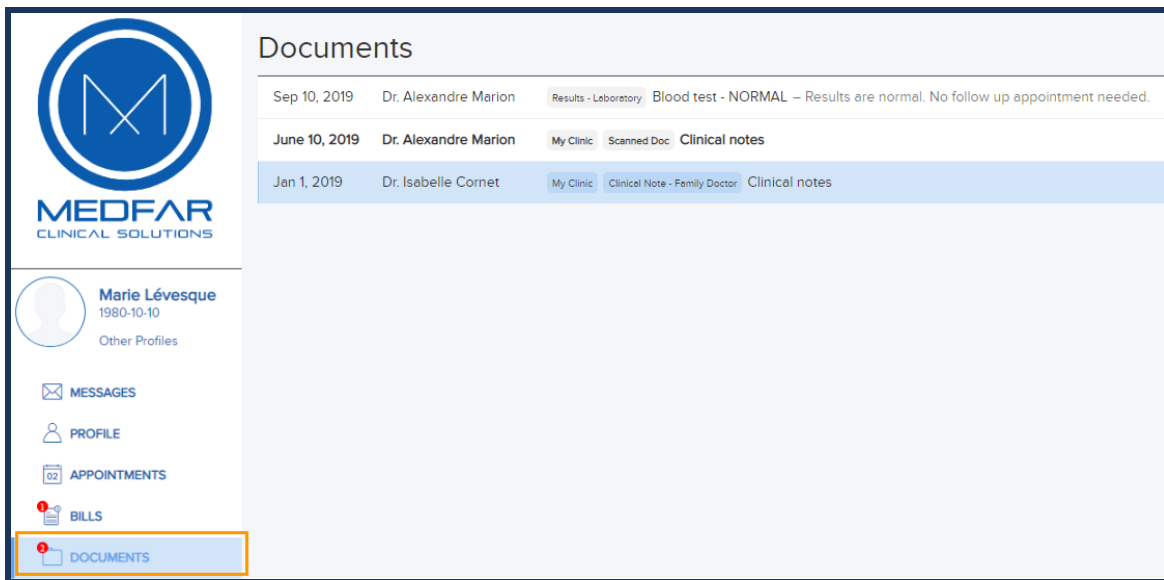 MEDFAR
CLINICAL SOLUTIONS
Marie Lévesque
1980-10-10
Other Profiles
MESSAGES
PROFILE
02 APPOINTMENTS
1 BILLS
2 DOCUMENTS
Documents
Sep 10, 2019 Dr. Alexandre Marion Results - Laboratory Blood test - NORMAL – Results are normal. No follow up appointment needed.
June 10, 2019 Dr. Alexandre Marion My Clinic Scanned Doc Clinical notes
Jan 1, 2019 Dr. Isabelle Cornet My Clinic Clinical Note - Family Doctor Clinical notes